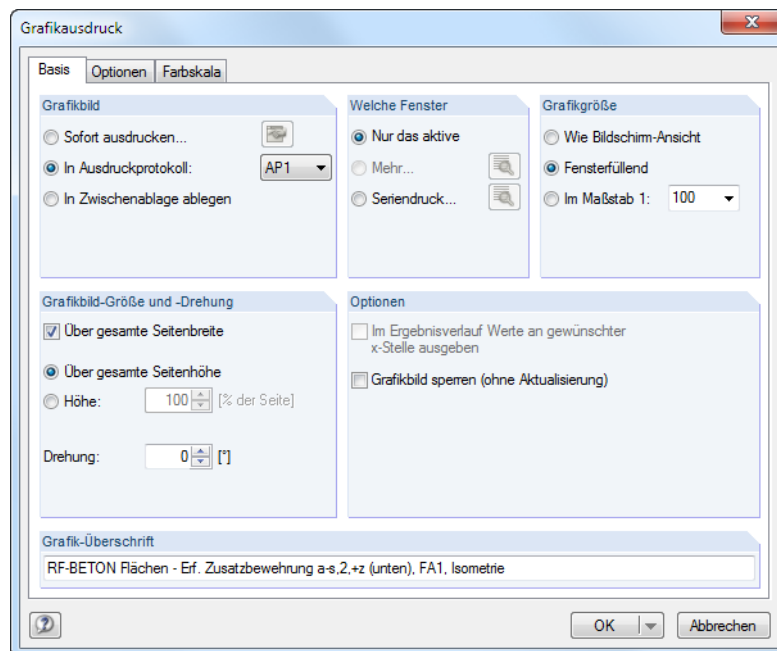 Grafikausdruck
Basis
Optionen
Farbskala
Grafikbild
Sofort ausdrucken...
In Ausdruckprotokoll:
AP1
In Zwischenablage ablegen
Welche Fenster
Nur das aktive
Mehr...
Seriendruck...
Grafikgröße
Wie Bildschirm-Ansicht
Fensterfüllend
Im Maßstab 1:
100
Grafikbild-Größe und -Drehung
Über gesamte Seitenbreite
Über gesamte Seitenhöhe
Höhe:
100
[% der Seite]
Drehung:
0
[°]
Optionen
Im Ergebnisverlauf Werte an gewünschter
x-Stelle ausgeben
Grafikbild sperren (ohne Aktualisierung)
Grafik-Überschrift
RF-BETON Flächen - Erf. Zusatzbewehrung a-s,2,+z (unten), FA1, Isometrie
OK
Abbrechen